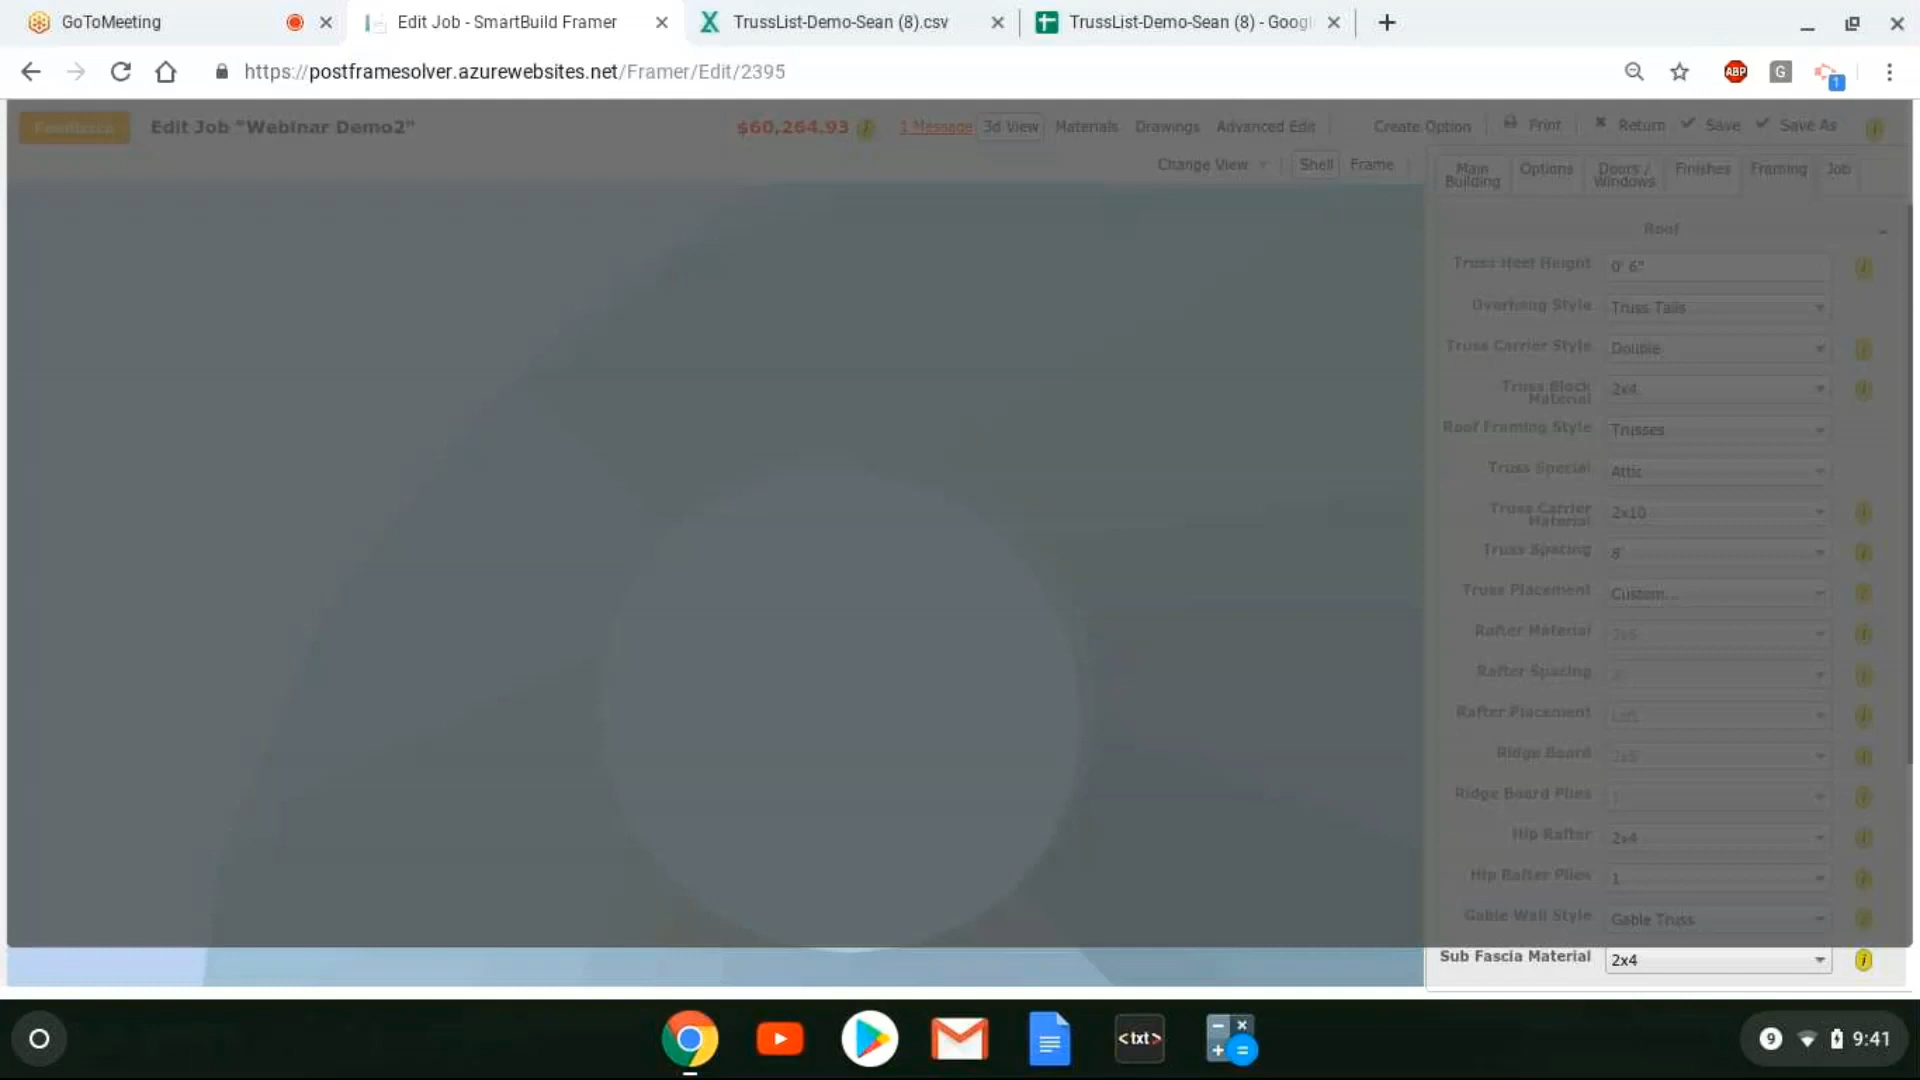 GoToMeeting
Edit Job - SmartBuild Framer
TrussList-Demo-Sean (8).csv
TrussList-Demo-Sean (8) - Googl
https://postframesolver.azurewebsites.net/Framer/Edit/2395
ABP
G
1
Feedback
Edit Job "Webinar Demo2"
$60,264.93
1 Message
3d View
Materials
Drawings
Advanced Edit
Create Option
Print
Return
Save
Save As
Change View
Shell
Frame
Main Building
Options
Doors / Windows
Finishes
Framing
Job
Roof
Truss Heel Height 0' 6"
Overhang Style Truss Tails
Truss Carrier Style Double
Truss Block Material 2x4
Roof Framing Style Trusses
Truss Special Attic
Truss Carrier Material 2x10
Truss Spacing 8'
Truss Placement Custom...
Rafter Material
Rafter Spacing
Rafter Placement Left
Ridge Board
Ridge Board Plies 1
Hip Rafter 2x4
Hip Rafter Plies 1
Gable Wall Style Gable Truss
Sub Fascia Material 2x4
<txt>
9
9:41